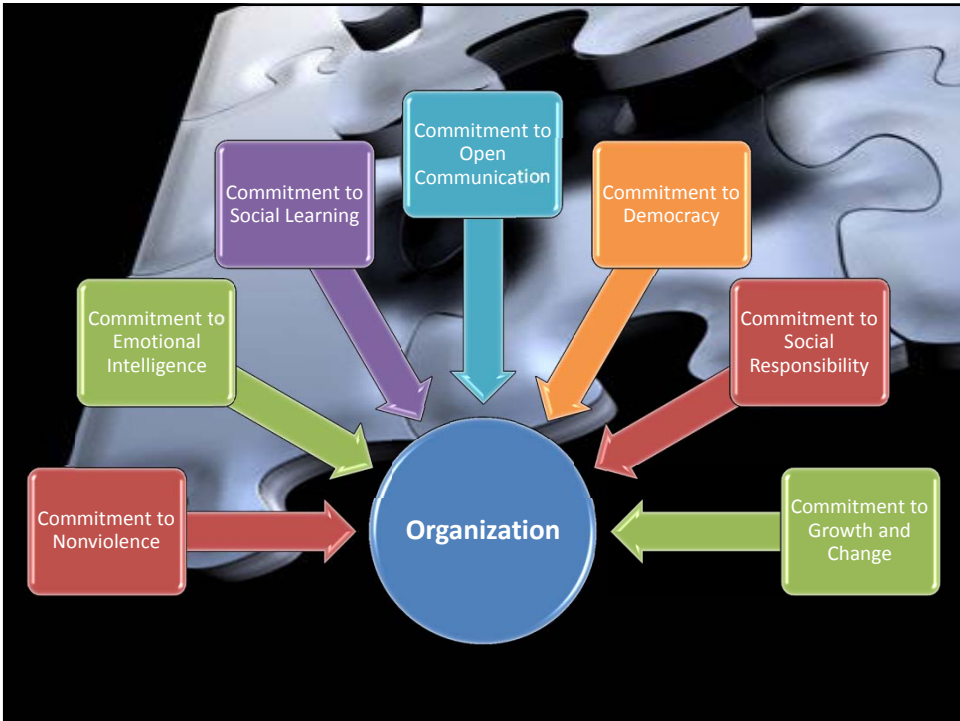 Commitment to
Open
Communication
Commitment to
Social Learning
Commitment to
Democracy
Commitment to
Emotional
Intelligence
Commitment to
Social
Responsibility
Commitment to
Nonviolence
Organization
Commitment to
Growth and
Change